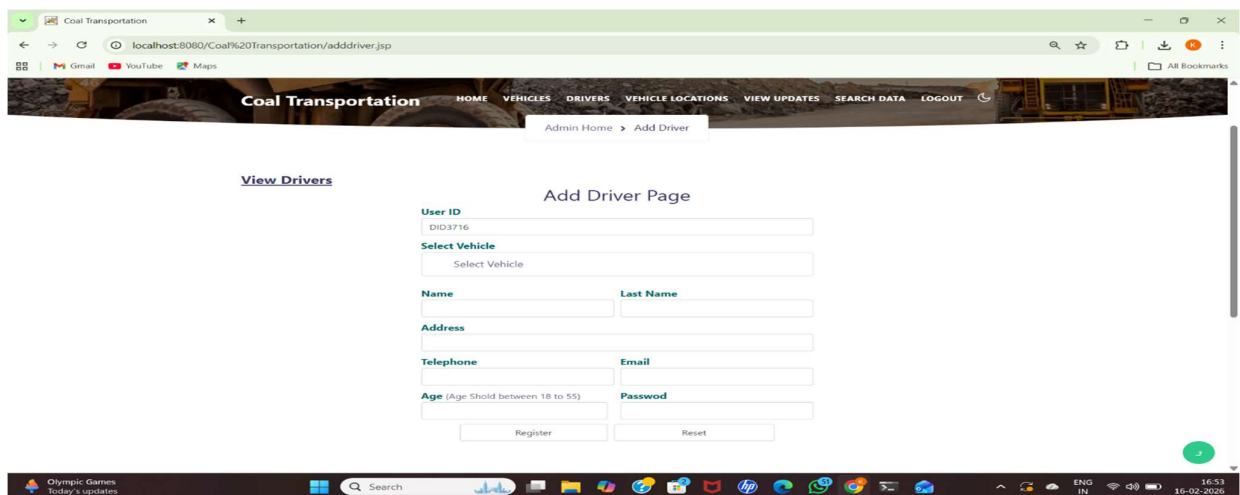 Coal Transportation
localhost:8080/Coal%20Transportation/adddriver.jsp
K
Gmail YouTube Maps All Bookmarks
Coal Transportation HOME VEHICLES DRIVERS VEHICLE LOCATIONS VIEW UPDATES SEARCH DATA LOGOUT
Admin Home > Add Driver
View Drivers
Add Driver Page
User ID
DID3716
Select Vehicle
Select Vehicle
Name Last Name
Address
Telephone Email
Age (Age Shold between 18 to 55) Passwod
Register Reset
Olympic Games
Today's updates
Search
hp
ENG
IN
16:53
16-02-2026